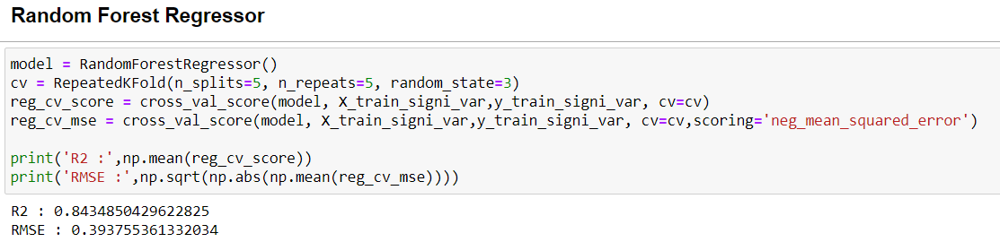 Random Forest Regressor
model = RandomForestRegressor()
cv = RepeatedKFold(n_splits=5, n_repeats=5, random_state=3)
reg_cv_score = cross_val_score(model, X_train_signi_var,y_train_signi_var, cv=cv)
reg_cv_mse = cross_val_score(model, X_train_signi_var,y_train_signi_var, cv=cv,scoring='neg_mean_squared_error')
print('R2 :',np.mean(reg_cv_score))
print('RMSE :',np.sqrt(np.abs(np.mean(reg_cv_mse))))
R2 : 0.8434850429622825
RMSE : 0.393755361332034